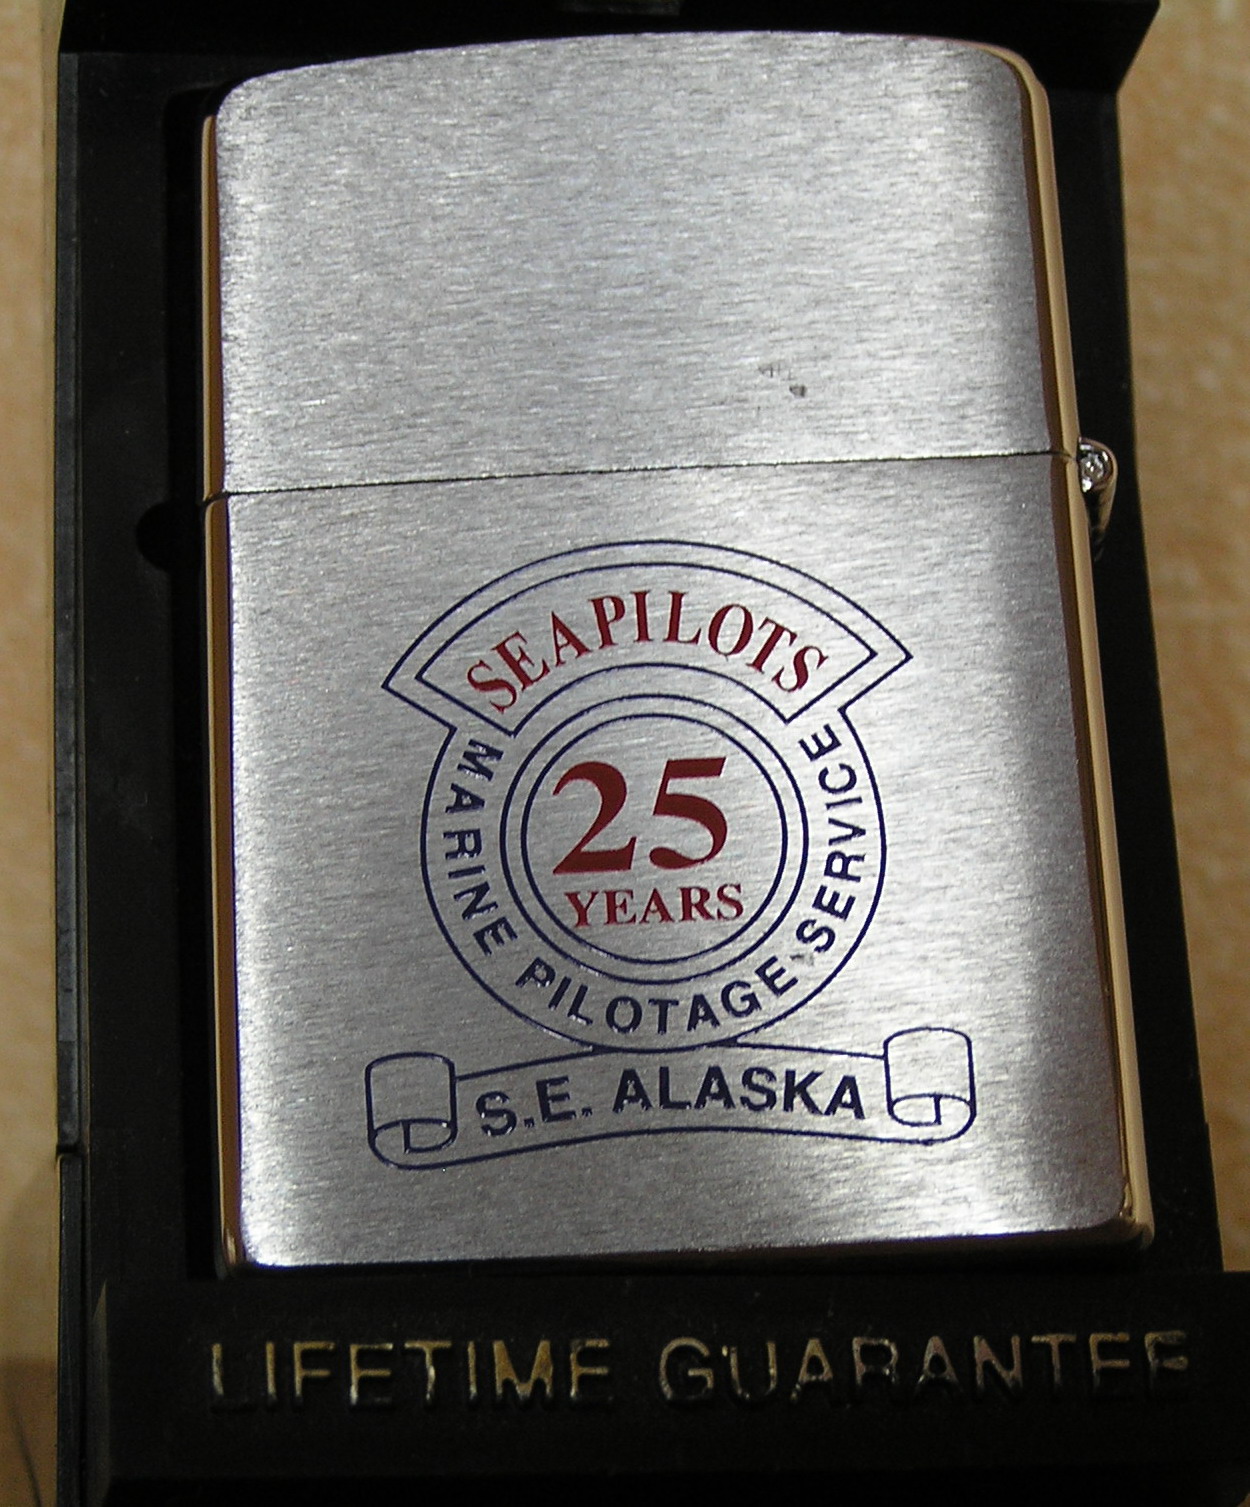 SEAPILOTS
25
YEARS
MARINE PILOTAGE SERVICE
S.E. ALASKA
LIFETIME GUARANTEE